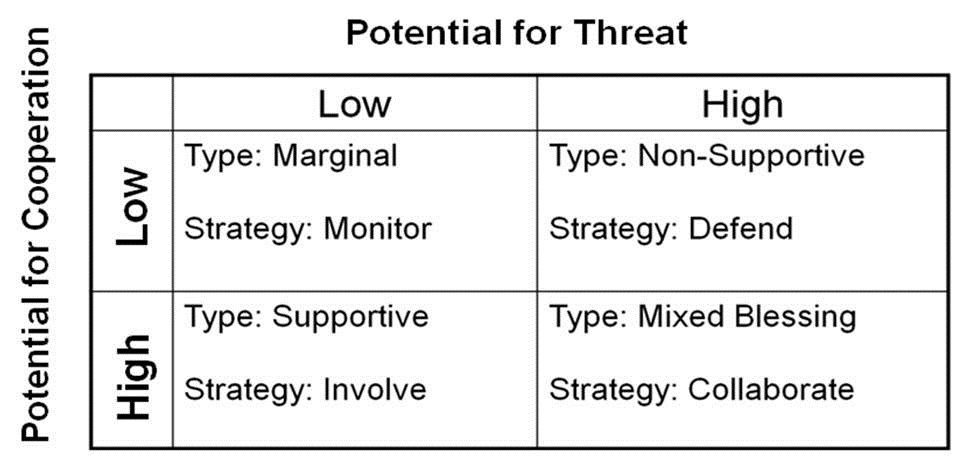 Potential for Threat
Potential for Cooperation
Low
High
Low
Type: Marginal
Strategy: Monitor
Type: Non-Supportive
Strategy: Defend
High
Type: Supportive
Strategy: Involve
Type: Mixed Blessing
Strategy: Collaborate